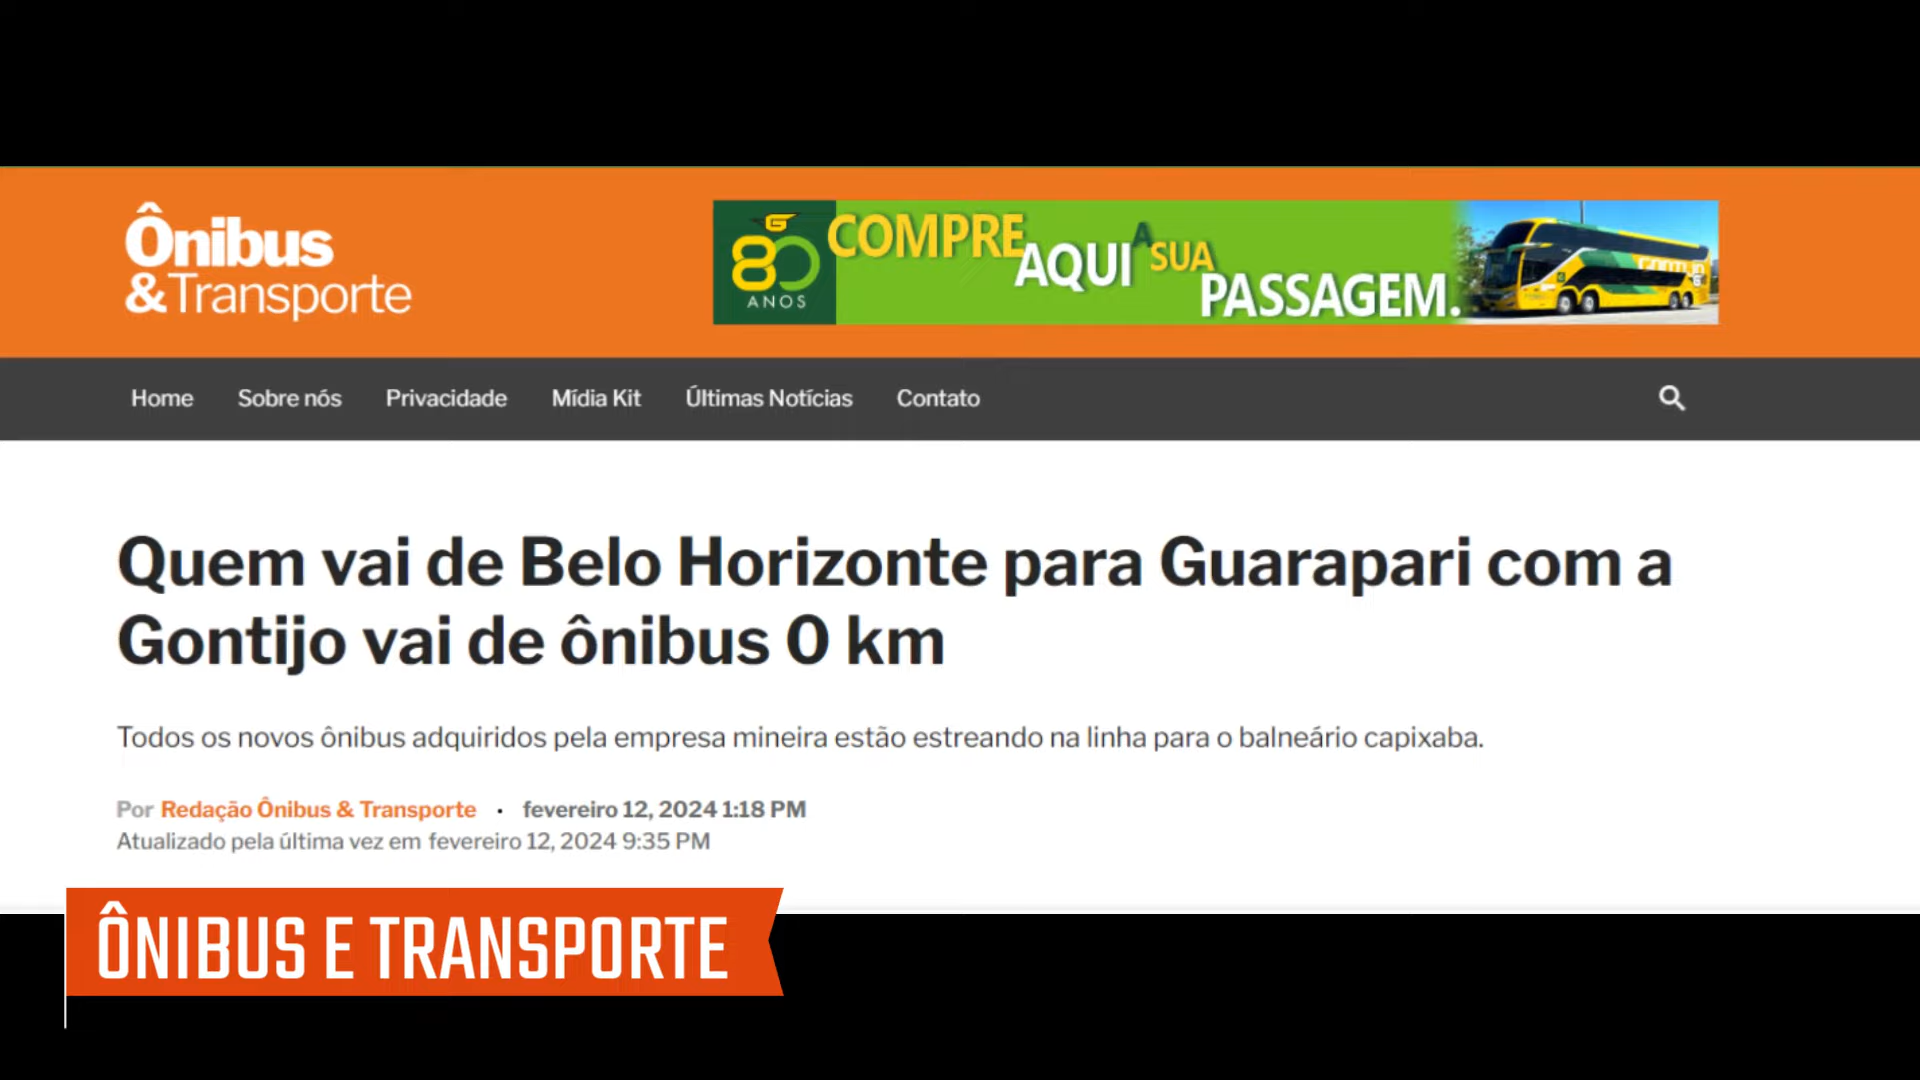 Ônibus
&Transporte
80
ANOS
COMPRE
AQUI
A
SUA
PASSAGEM.
Home
Sobre nós
Privacidade
Mídia Kit
Últimas Notícias
Contato
Quem vai de Belo Horizonte para Guarapari com a
Gontijo vai de ônibus 0 km
Todos os novos ônibus adquiridos pela empresa mineira estão estreando na linha para o balneário capixaba.
Por Redação Ônibus & Transporte · fevereiro 12, 2024 1:18 PM
Atualizado pela última vez em fevereiro 12, 2024 9:35 PM
ÔNIBUS E TRANSPORTE